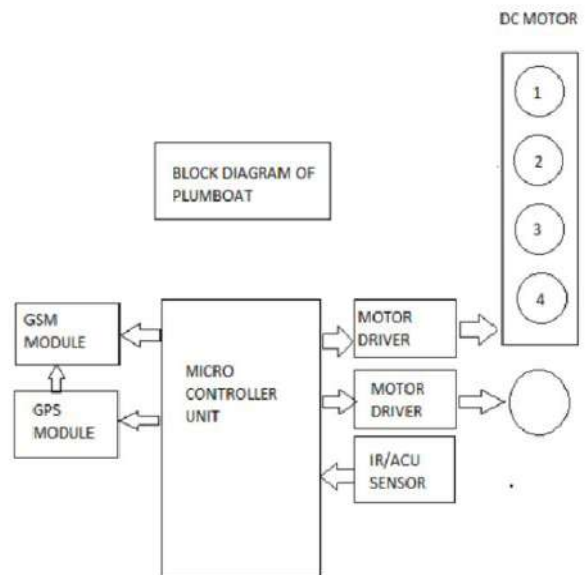 DC MOTOR
1
2
3
4
BLOCK DIAGRAM OF
PLUMBOAT
GSM
MODULE
GPS
MODULE
MICRO
CONTROLLER
UNIT
MOTOR
DRIVER
MOTOR
DRIVER
IR/ACU
SENSOR